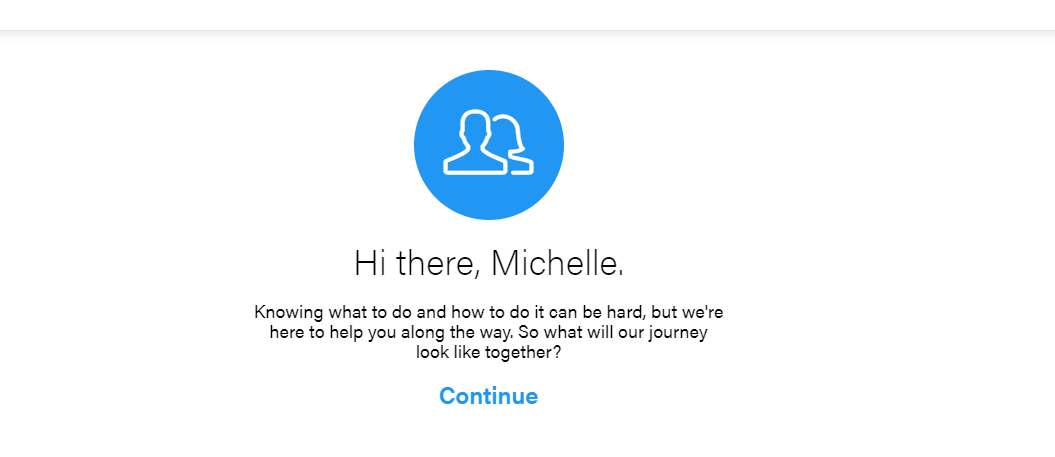 Hi there, Michelle.
Knowing what to do and how to do it can be hard, but we're
here to help you along the way. So what will our journey
look like together?
Continue